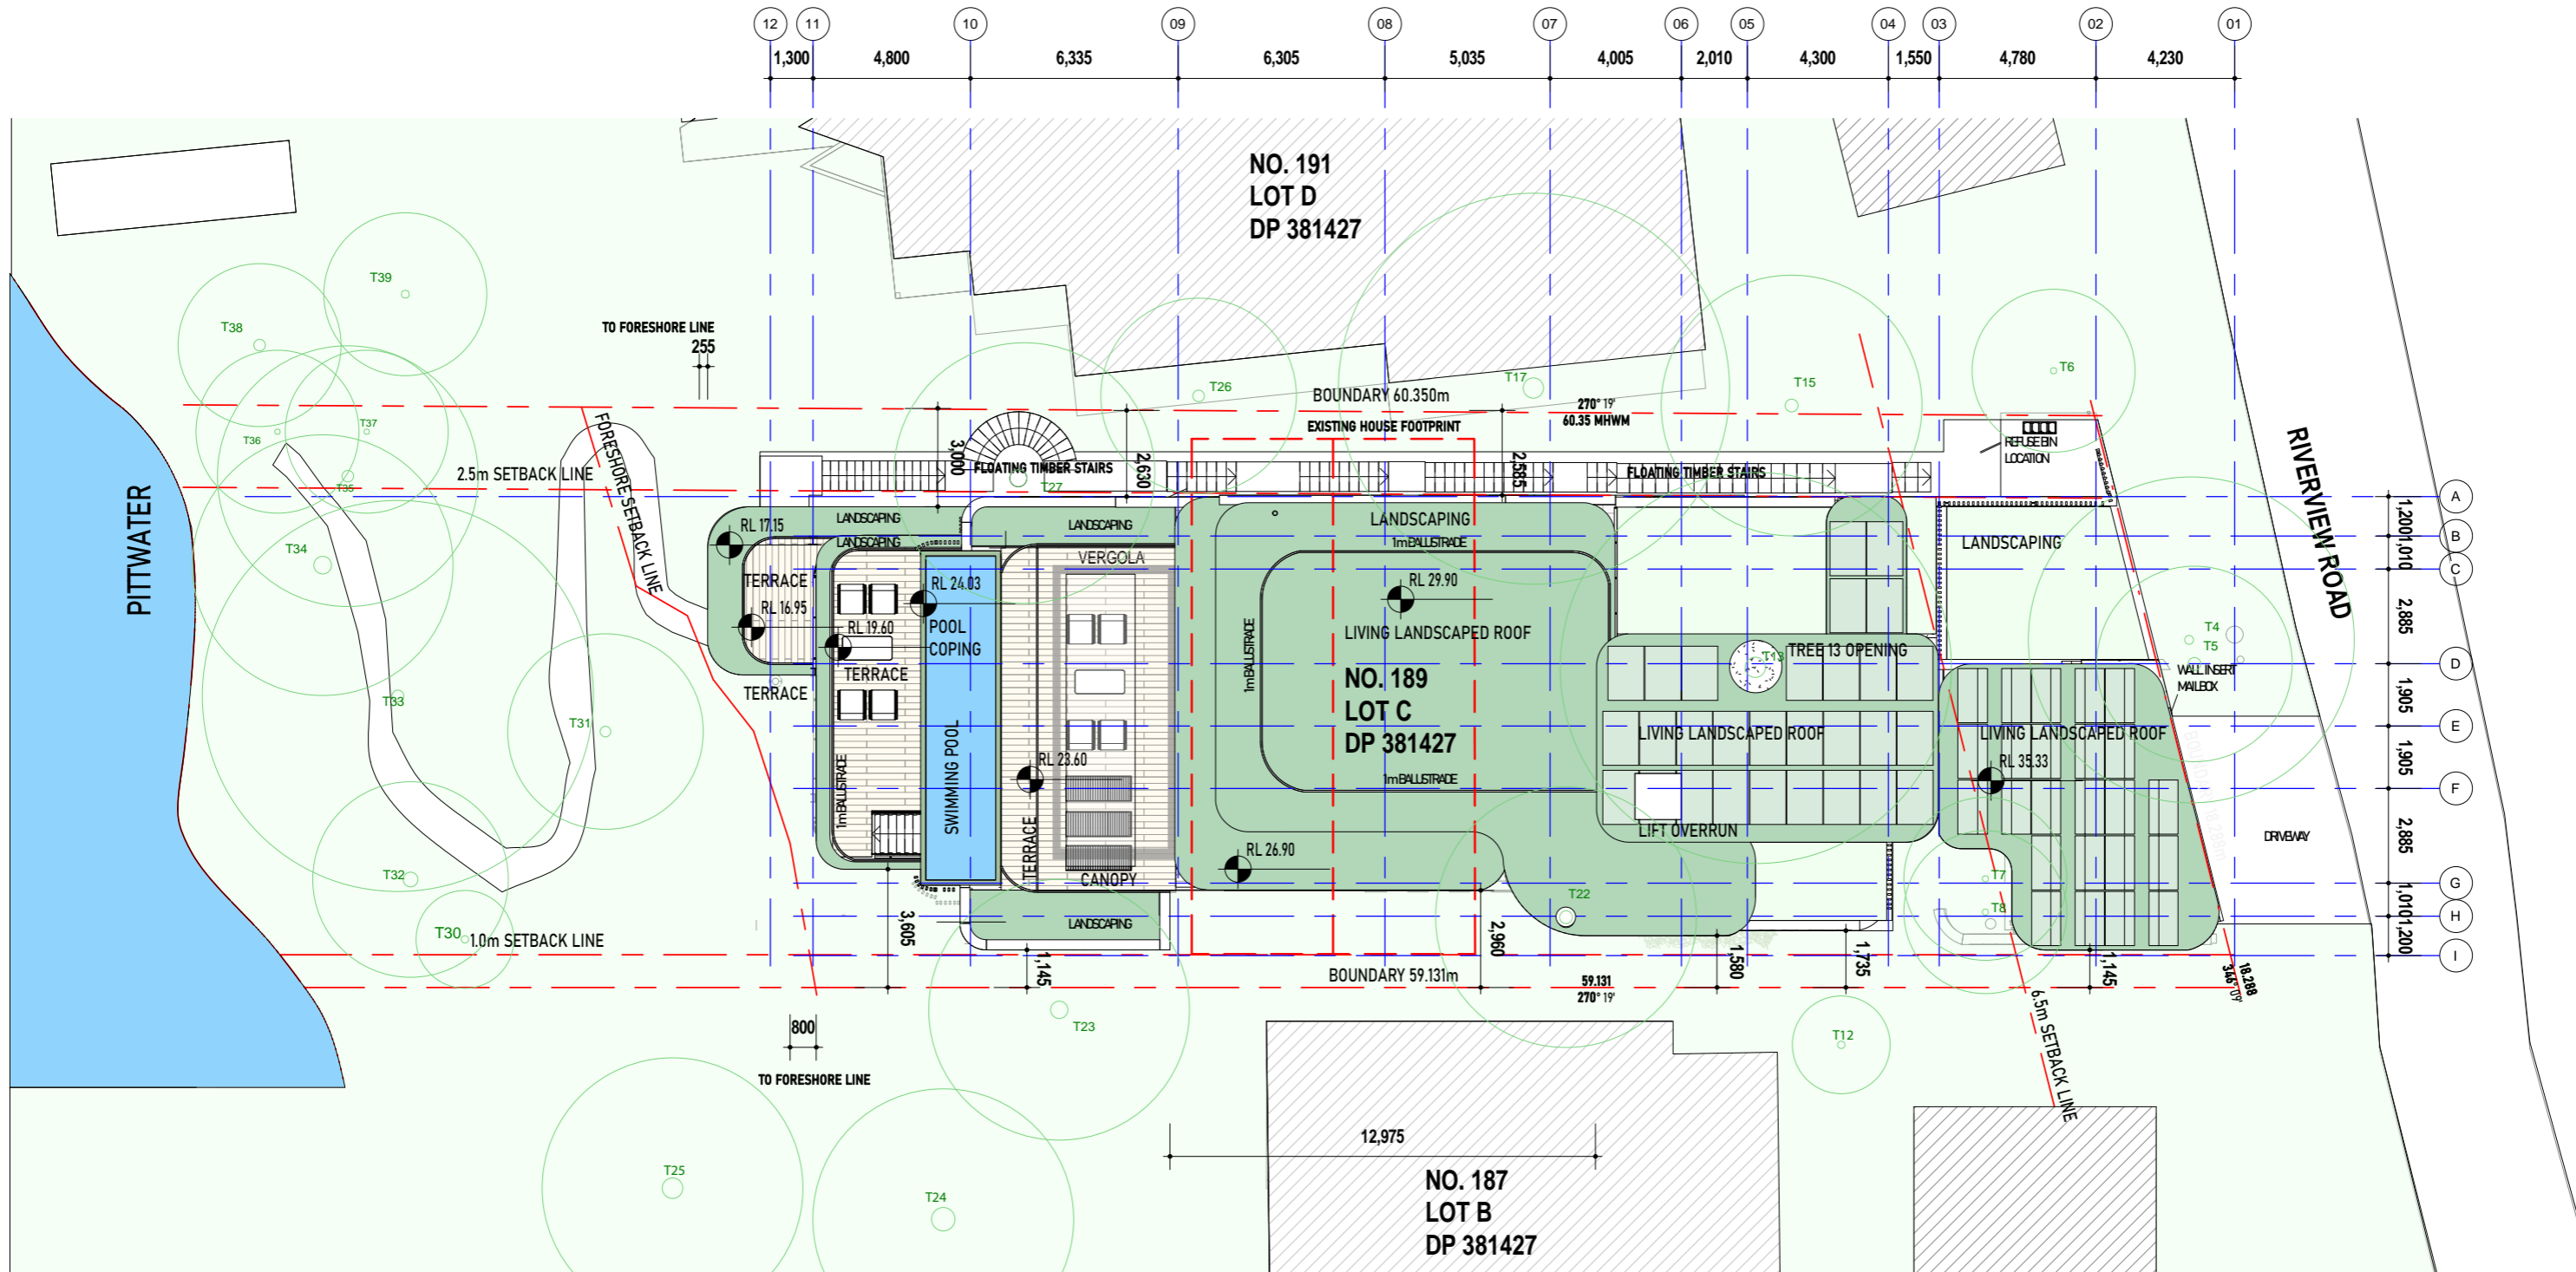 12
11
10
09
08
07
06
05
04
03
02
01
1,300
4,800
6,335
6,305
5,035
4,005
2,010
4,300
1,550
4,780
4,230
NO. 191
LOT D
DP 381427
T39
T38
T36
T37
T35
T34
T33
T31
T32
T30
T26
T17
T15
T6
T27
TO FORESHORE LINE
255
BOUNDARY 60.350m
270° 19'
60.35 MHWM
EXISTING HOUSE FOOTPRINT
FORESHORE SETBACK LINE
2.5m SETBACK LINE
3,000
FLOATING TIMBER STAIRS
2,630
2,585
FLOATING TIMBER STAIRS
REFUSE BIN
LOCATION
RIVERVIEW ROAD
PITTWATER
A
B
C
D
E
F
G
H
I
1,200
1,010
2,885
1,905
1,905
2,885
1,010
1,200
RL 17.15
LANDSCAPING
LANDSCAPING
LANDSCAPING
LANDSCAPING
1m BALUSTRADE
LANDSCAPING
VERGOLA
TERRACE
RL 16.95
RL 19.60
RL 24.03
POOL
COPING
TERRACE
TERRACE
1m BALUSTRADE
SWIMMING POOL
RL 23.60
TERRACE
CANOPY
LANDSCAPING
RL 29.90
LIVING LANDSCAPED ROOF
1m BALUSTRADE
NO. 189
LOT C
DP 381427
1m BALUSTRADE
RL 26.90
T13
TREE 13 OPENING
LIVING LANDSCAPED ROOF
LIFT OVERRUN
T4
T5
WALL INSERT
MAILBOX
LIVING LANDSCAPED ROOF
RL 35.33
BOUNDARY 18.288m
DRIVEWAY
T7
T8
T22
1.0m SETBACK LINE
3,605
1,145
2,960
1,580
1,735
1,145
BOUNDARY 59.131m
59.131
270° 19'
18.288
346° 09'
6.5m SETBACK LINE
800
TO FORESHORE LINE
T23
T12
T25
T24
12,975
NO. 187
LOT B
DP 381427